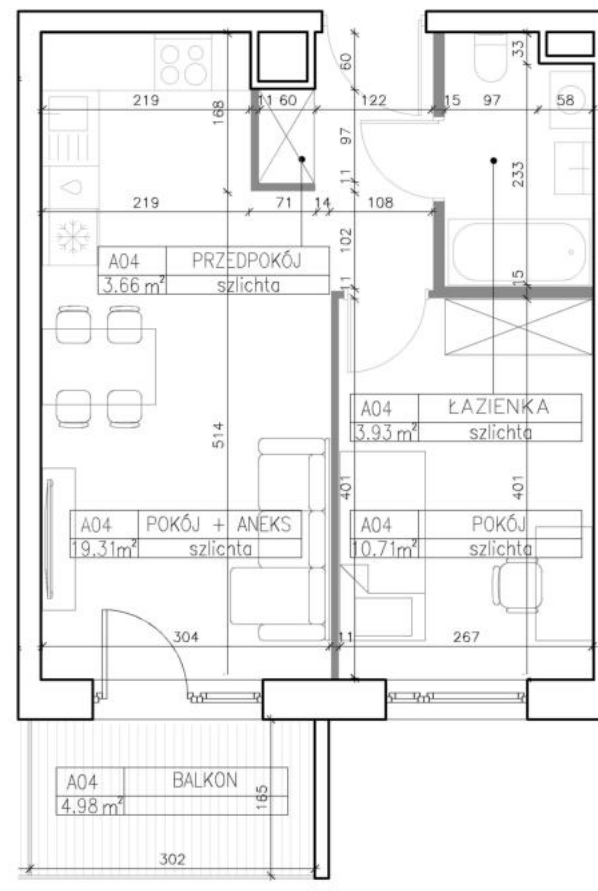 60
33
219
168
11 60
122
15
97
58
97
11
233
219
71
14
108
102
11
15
A04 PRZEDPOKÓJ
3.66 m² szlichta
A04 ŁAZIENKA
3.93 m² szlichta
514
401
401
A04 POKÓJ + ANEKS
19.31m² szlichta
A04 POKÓJ
10.71m² szlichta
304
11
267
A04 BALKON
4.98 m²
165
302